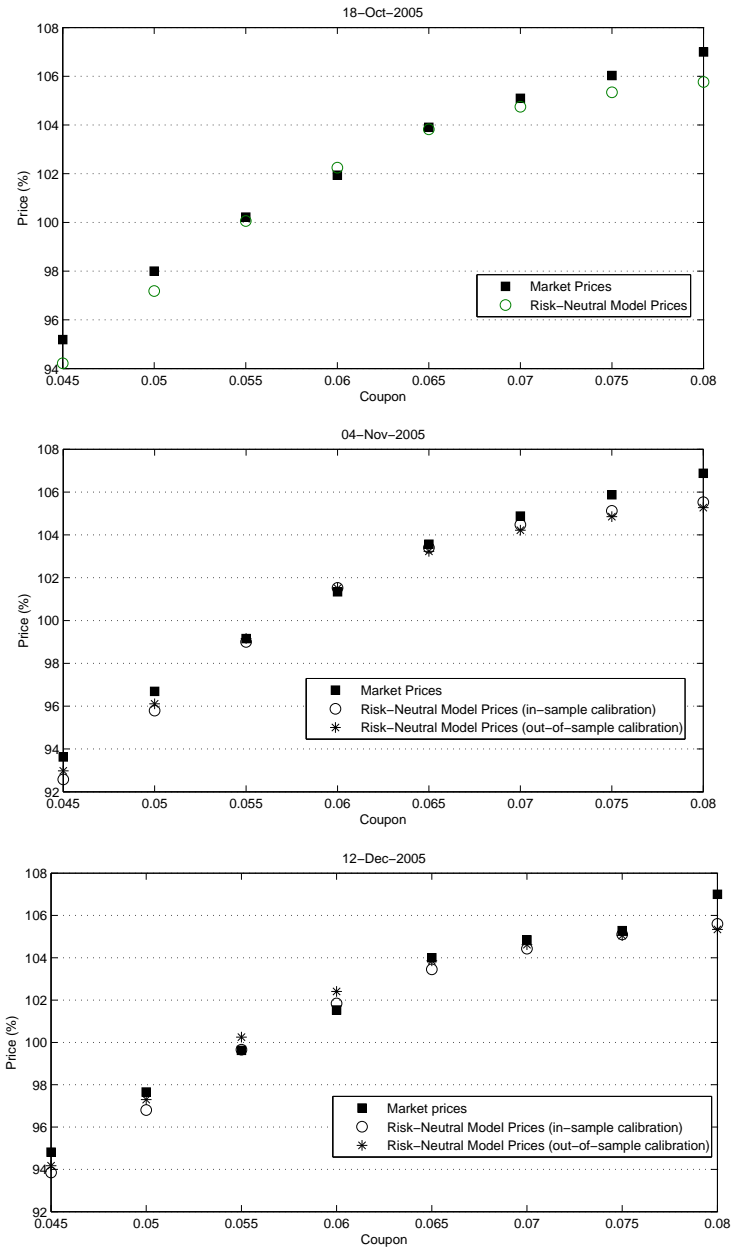 18−Oct−2005
108
106
104
102
100
98
96
94
Price (%)
Market Prices
Risk−Neutral Model Prices
0.045 0.05 0.055 0.06 0.065 0.07 0.075 0.08
Coupon
04−Nov−2005
108
106
104
102
100
98
96
94
92
Price (%)
Market Prices
Risk−Neutral Model Prices (in−sample calibration)
Risk−Neutral Model Prices (out−of−sample calibration)
0.045 0.05 0.055 0.06 0.065 0.07 0.075 0.08
Coupon
12−Dec−2005
108
106
104
102
100
98
96
94
92
Price (%)
Market prices
Risk−Neutral Model Prices (in−sample calibration)
Risk−Neutral Model Prices (out−of−sample calibration)
0.045 0.05 0.055 0.06 0.065 0.07 0.075 0.08
Coupon